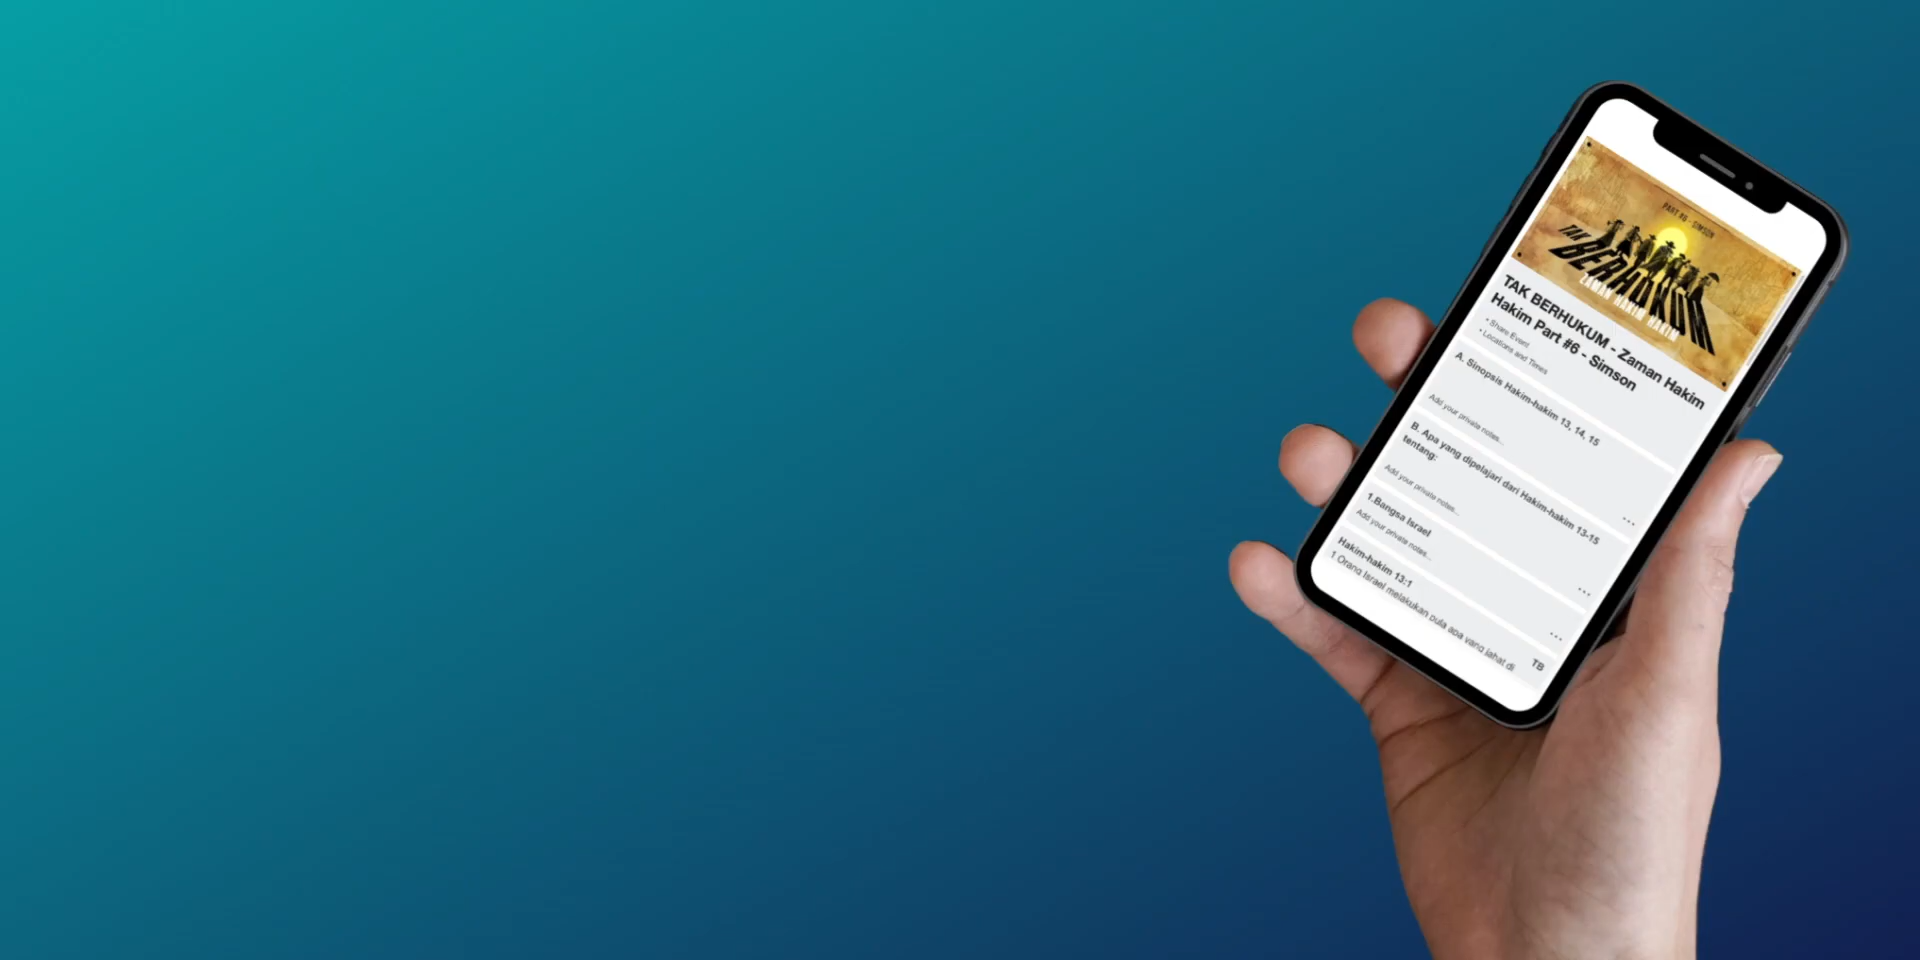 PART #6 - SIMSON
TAK
BERHUKUM
ZAMAN HAKIM HAKIM
TAK BERHUKUM - Zaman Hakim
Hakim Part #6 - Simson
• Share Event
• Locations and Times
A. Sinopsis Hakim-hakim 13, 14, 15
Add your private notes...
B. Apa yang dipelajari dari Hakim-hakim 13-15
tentang:
Add your private notes...
1.Bangsa Israel
Add your private notes...
Hakim-hakim 13:1
TB
1 Orang Israel melakukan pula apa yang jahat di